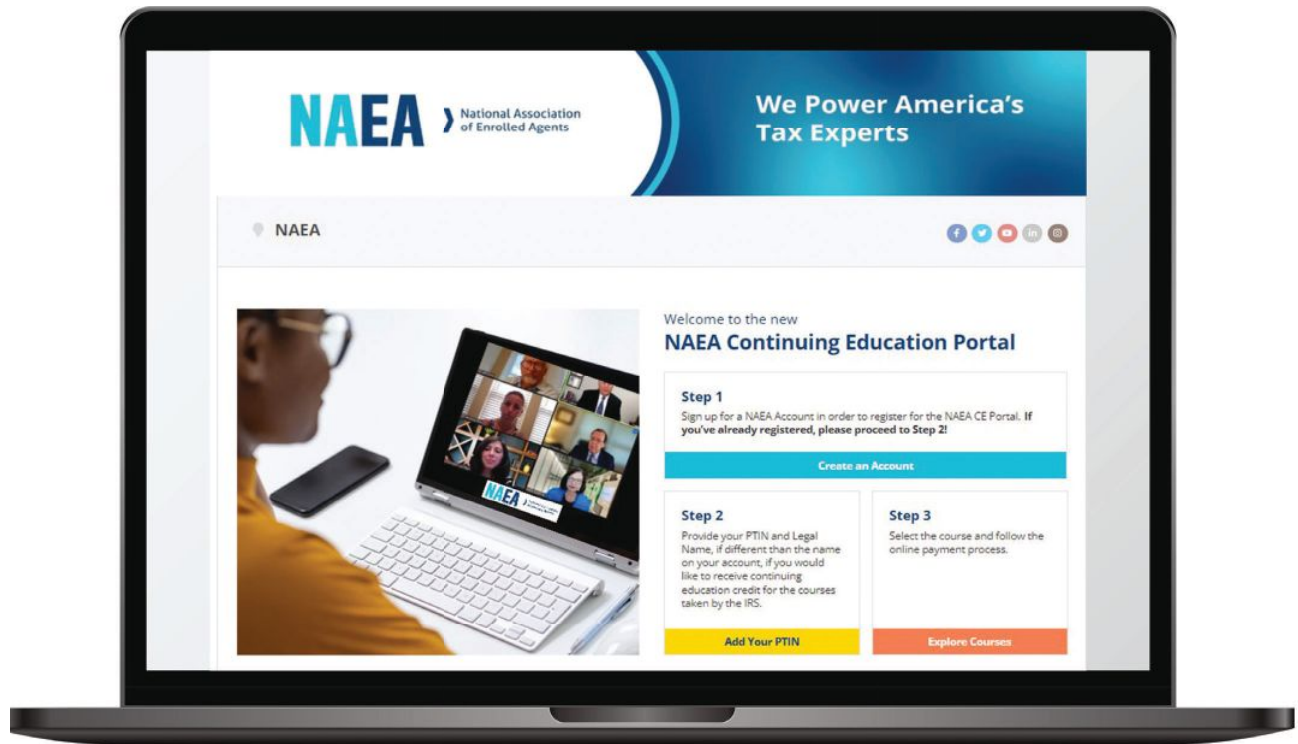 NAEA
National Association
of Enrolled Agents
We Power America's
Tax Experts
NAEA
Welcome to the new
NAEA Continuing Education Portal
Step 1
Sign up for a NAEA Account in order to register for the NAEA CE Portal. If
you've already registered, please proceed to Step 2!
Create an Account
NAEA
Step 2
Provide your PTIN and Legal
Name, if different than the name
on your account, if you would
like to receive continuing
education credit for the courses
taken by the IRS.
Add Your PTIN
Step 3
Select the course and follow the
online payment process.
Explore Courses